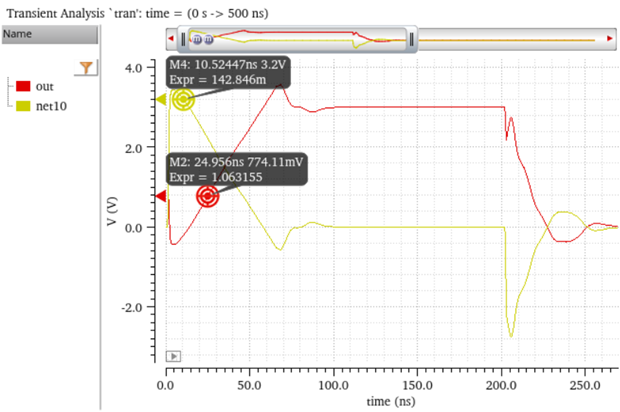 Transient Analysis `tran': time = (0 s -> 500 ns)
Name
out
net10
M4: 10.52447ns 3.2V
Expr = 142.846m
M2: 24.956ns 774.11mV
Expr = 1.063155
4.0
2.0
0.0
-2.0
V (V)
0.0 50.0 100.0 150.0 200.0 250.0
time (ns)